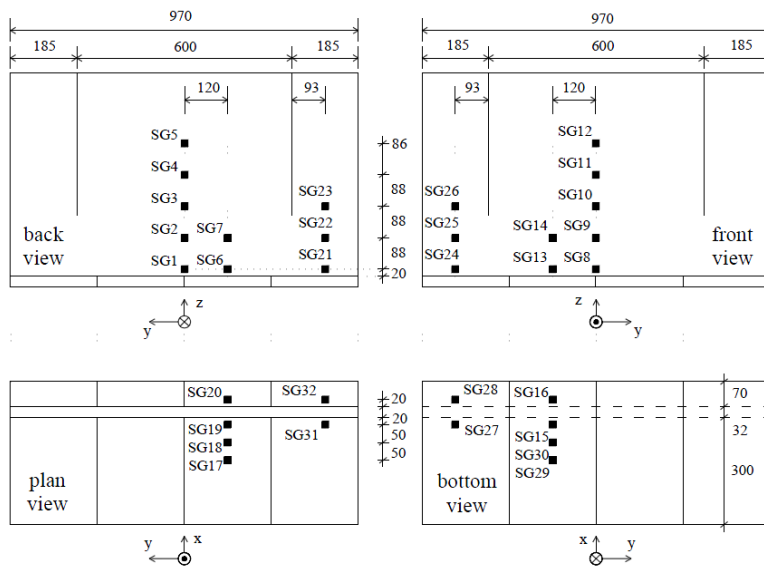 970
970
185
600
185
185
600
185
120
93
93
120
SG5
SG12
86
SG4
SG11
88
SG3
SG23
SG26
SG10
88
back
view
SG2
SG7
SG22
SG25
SG14
SG9
front
view
88
SG1
SG6
SG21
SG24
SG13
SG8
20
z
y
z
y
SG20
SG32
20
SG28
SG16
70
SG19
SG31
20
SG27
SG15
32
SG18
50
SG30
SG17
50
SG29
plan
view
bottom
view
300
y
x
x
y